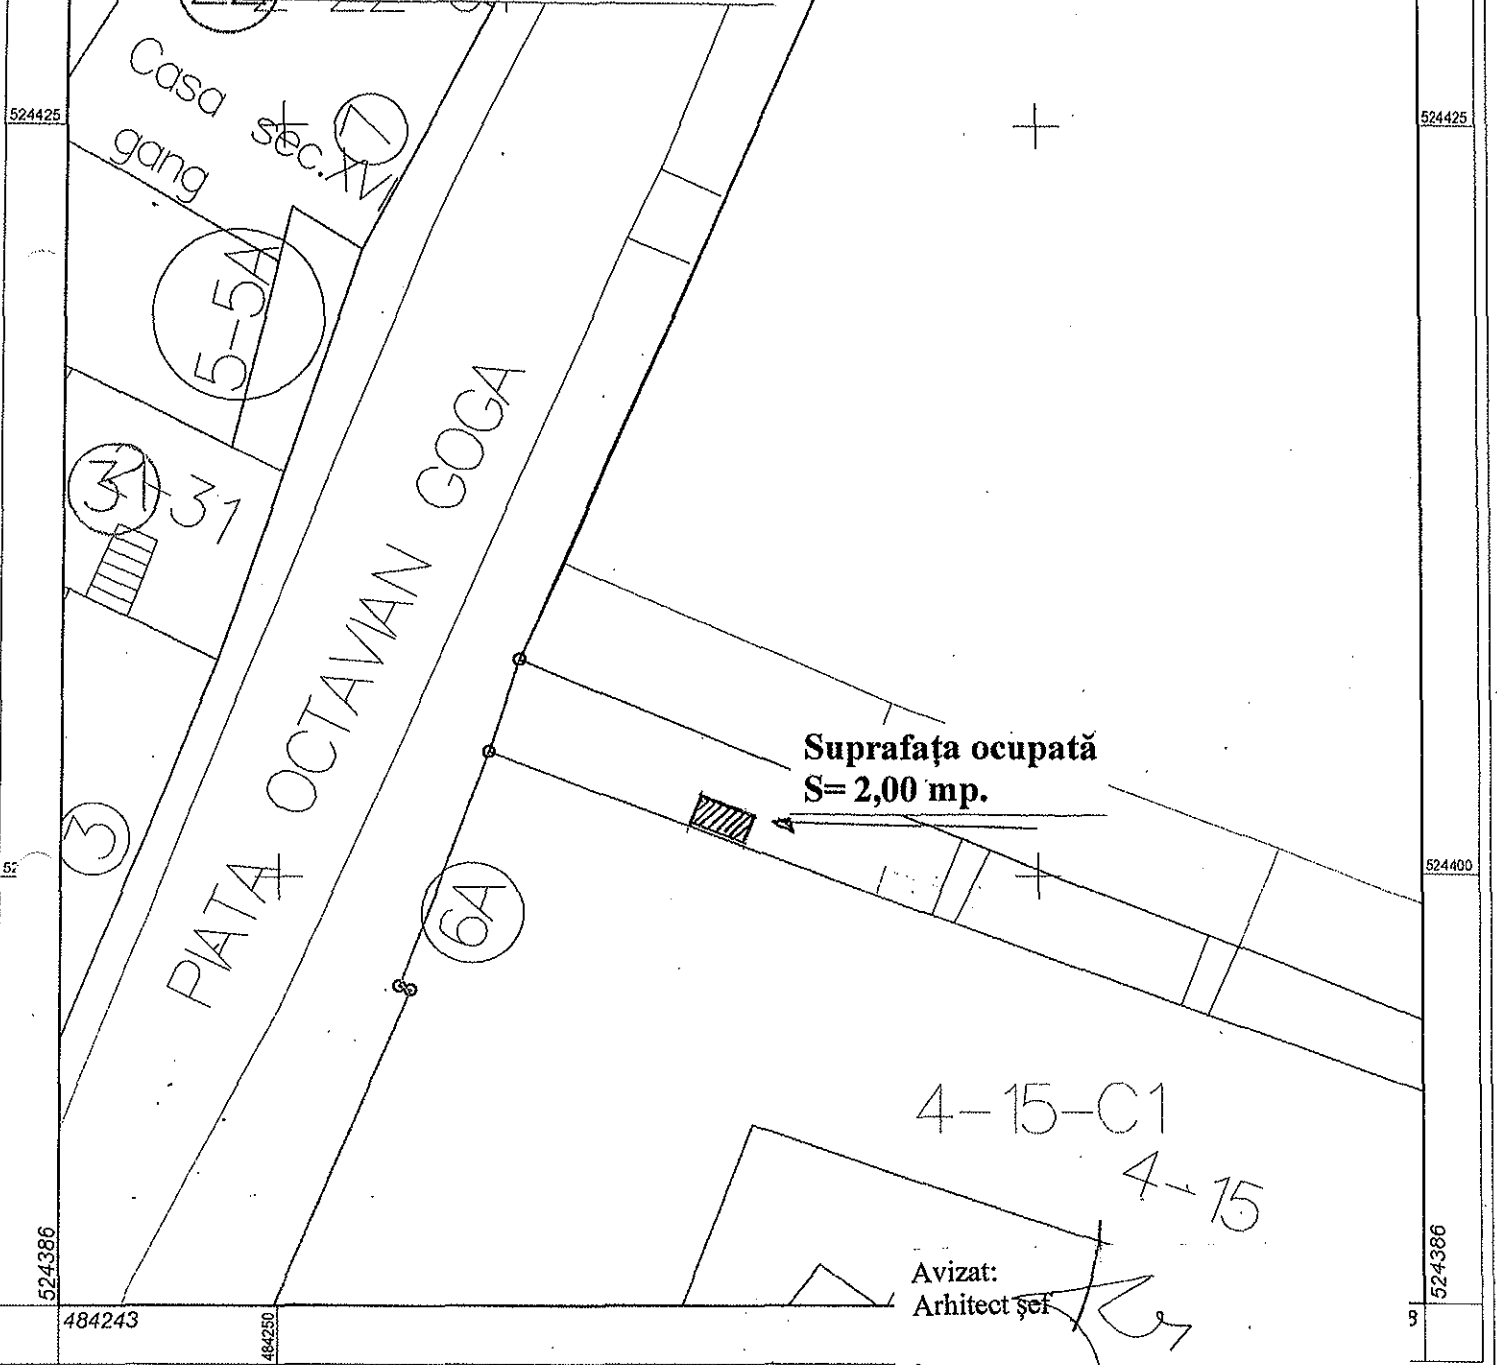 Casa sec.XVI
gang
7
524425
524425
5-5A
31-31
PIATA OCTAVIAN GOGA
Suprafața ocupată
S= 2,00 mp.
3
6A
524400
4-15-C1
4-15
524386
524386
Avizat:
Arhitect șef
484243
484250